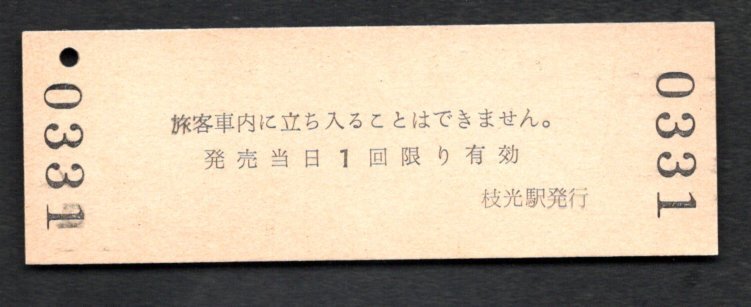 0331
旅客車内に立ち入ることはできません。
発売当日1回限り有効
枝光駅発行
0331